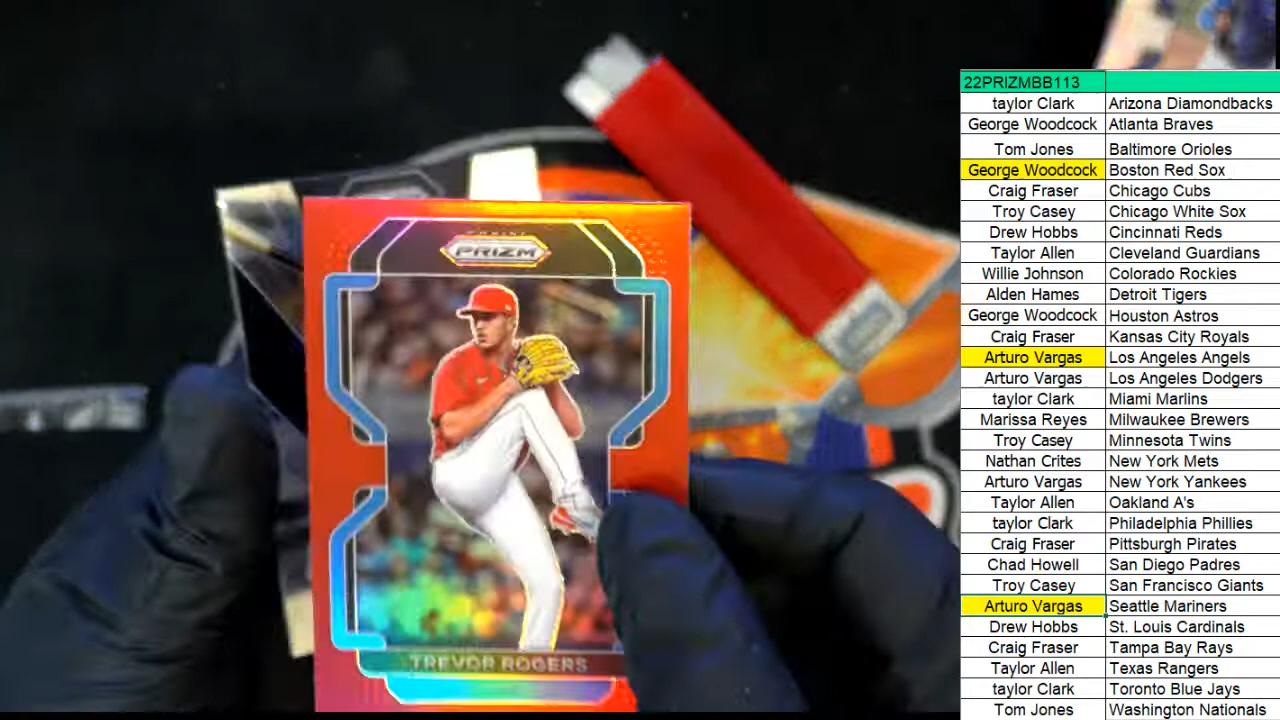 PANINI
PRIZM
TREVOR ROGERS
22PRIZMBB113
taylor Clark Arizona Diamondbacks
George Woodcock Atlanta Braves
Tom Jones Baltimore Orioles
George Woodcock Boston Red Sox
Craig Fraser Chicago Cubs
Troy Casey Chicago White Sox
Drew Hobbs Cincinnati Reds
Taylor Allen Cleveland Guardians
Willie Johnson Colorado Rockies
Alden Hames Detroit Tigers
George Woodcock Houston Astros
Craig Fraser Kansas City Royals
Arturo Vargas Los Angeles Angels
Arturo Vargas Los Angeles Dodgers
taylor Clark Miami Marlins
Marissa Reyes Milwaukee Brewers
Troy Casey Minnesota Twins
Nathan Crites New York Mets
Arturo Vargas New York Yankees
Taylor Allen Oakland A's
taylor Clark Philadelphia Phillies
Craig Fraser Pittsburgh Pirates
Chad Howell San Diego Padres
Troy Casey San Francisco Giants
Arturo Vargas Seattle Mariners
Drew Hobbs St. Louis Cardinals
Craig Fraser Tampa Bay Rays
Taylor Allen Texas Rangers
taylor Clark Toronto Blue Jays
Tom Jones Washington Nationals